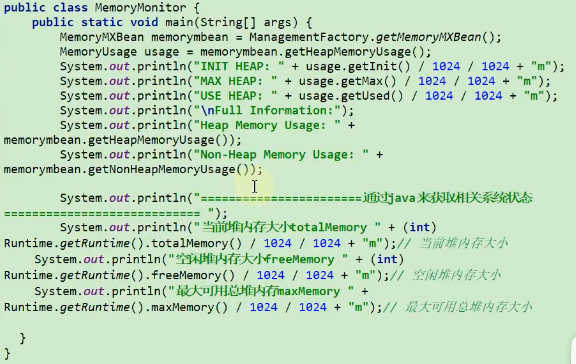 public class MemoryMonitor {
public static void main(String[] args) {
MemoryMXBean memorymbean = ManagementFactory.getMemoryMXBean();
MemoryUsage usage = memorymbean.getHeapMemoryUsage();
System.out.println("INIT HEAP: " + usage.getInit() / 1024 / 1024 + "m");
System.out.println("MAX HEAP: " + usage.getMax() / 1024 / 1024 + "m");
System.out.println("USE HEAP: " + usage.getUsed() / 1024 / 1024 + "m");
System.out.println("\nFull Information:");
System.out.println("Heap Memory Usage: " +
memorymbean.getHeapMemoryUsage());
System.out.println("Non-Heap Memory Usage: " +
memorymbean.getNonHeapMemoryUsage());
System.out.println("=======================通过java来获取相关系统状态
============================ ");
System.out.println("当前堆内存大小totalMemory " + (int)
Runtime.getRuntime().totalMemory() / 1024 / 1024 + "m");// 当前堆内存大小
System.out.println("空闲堆内存大小freeMemory " + (int)
Runtime.getRuntime().freeMemory() / 1024 / 1024 + "m");// 空闲堆内存大小
System.out.println("最大可用总堆内存maxMemory " +
Runtime.getRuntime().maxMemory() / 1024 / 1024 + "m");// 最大可用总堆内存大小
}
}